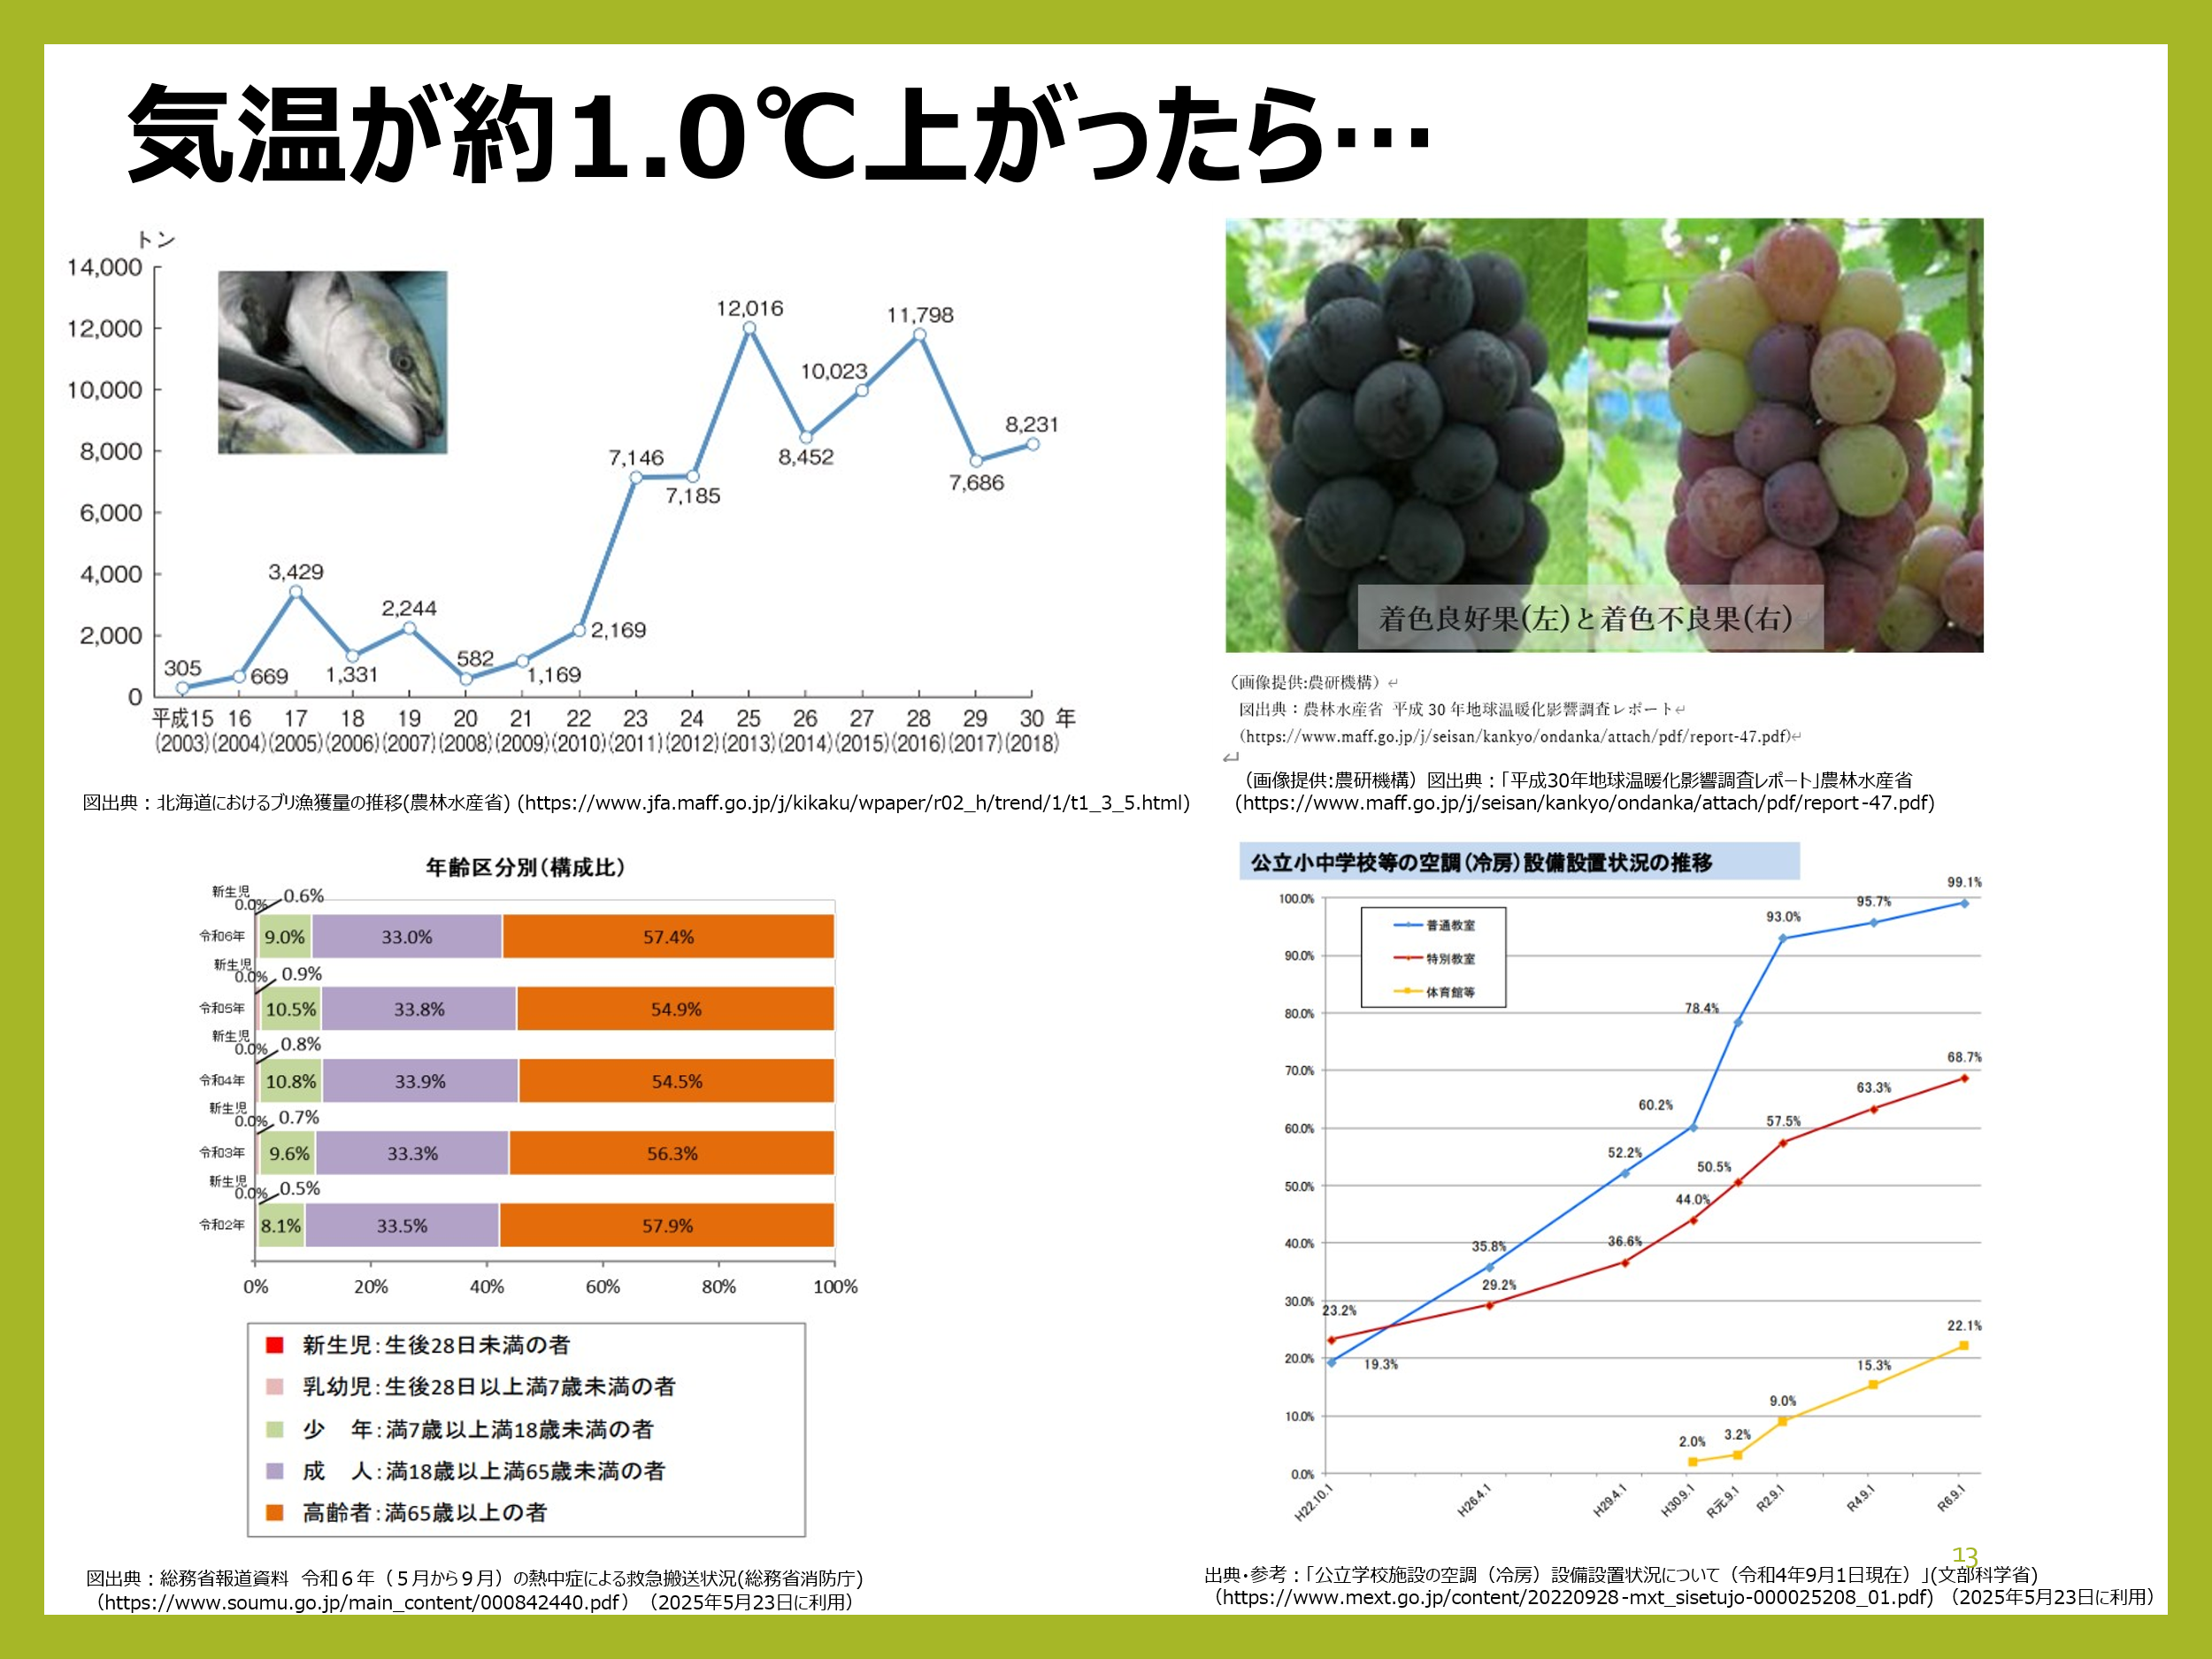 気温が約1.0℃上がったら…
トン
14,000
12,000
10,000
8,000
6,000
4,000
2,000
0
305
669
3,429
1,331
2,244
582
1,169
2,169
7,146
7,185
12,016
8,452
10,023
11,798
7,686
8,231
平成15 16 17 18 19 20 21 22 23 24 25 26 27 28 29 30 年
(2003)(2004)(2005)(2006)(2007)(2008)(2009)(2010)(2011)(2012)(2013)(2014)(2015)(2016)(2017)(2018)
図出典：北海道におけるブリ漁獲量の推移(農林水産省) (https://www.jfa.maff.go.jp/j/kikaku/wpaper/r02_h/trend/1/t1_3_5.html)
着色良好果(左)と着色不良果(右)
（画像提供:農研機構）↵
図出典：農林水産省 平成 30 年地球温暖化影響調査レポート↵
(https://www.maff.go.jp/j/seisan/kankyo/ondanka/attach/pdf/report-47.pdf)↵
↵
（画像提供:農研機構）図出典：「平成30年地球温暖化影響調査レポート」農林水産省
(https://www.maff.go.jp/j/seisan/kankyo/ondanka/attach/pdf/report-47.pdf)
年齢区分別（構成比）
新生児
0.0% 0.6%
令和6年 9.0% 33.0% 57.4%
新生児
0.0% 0.9%
令和5年 10.5% 33.8% 54.9%
新生児
0.0% 0.8%
令和4年 10.8% 33.9% 54.5%
新生児
0.0% 0.7%
令和3年 9.6% 33.3% 56.3%
新生児
0.0% 0.5%
令和2年 8.1% 33.5% 57.9%
0% 20% 40% 60% 80% 100%
新生児：生後28日未満の者
乳幼児：生後28日以上満7歳未満の者
少　年：満7歳以上満18歳未満の者
成　人：満18歳以上満65歳未満の者
高齢者：満65歳以上の者
図出典：総務省報道資料 令和６年（５月から９月）の熱中症による救急搬送状況(総務省消防庁)
（https://www.soumu.go.jp/main_content/000842440.pdf）（2025年5月23日に利用）
公立小中学校等の空調（冷房）設備設置状況の推移
100.0%
90.0%
80.0%
70.0%
60.0%
50.0%
40.0%
30.0%
20.0%
10.0%
0.0%
普通教室
特別教室
体育館等
19.3%
35.8%
52.2%
60.2%
78.4%
93.0%
95.7%
99.1%
23.2%
29.2%
36.6%
44.0%
50.5%
57.5%
63.3%
68.7%
2.0%
3.2%
9.0%
15.3%
22.1%
H22.10.1 H26.4.1 H29.4.1 H30.9.1 R元.9.1 R2.9.1 R4.9.1 R6.9.1
13
出典・参考：「公立学校施設の空調（冷房）設備設置状況について（令和4年9月1日現在）」(文部科学省)
（https://www.mext.go.jp/content/20220928-mxt_sisetujo-000025208_01.pdf) （2025年5月23日に利用）